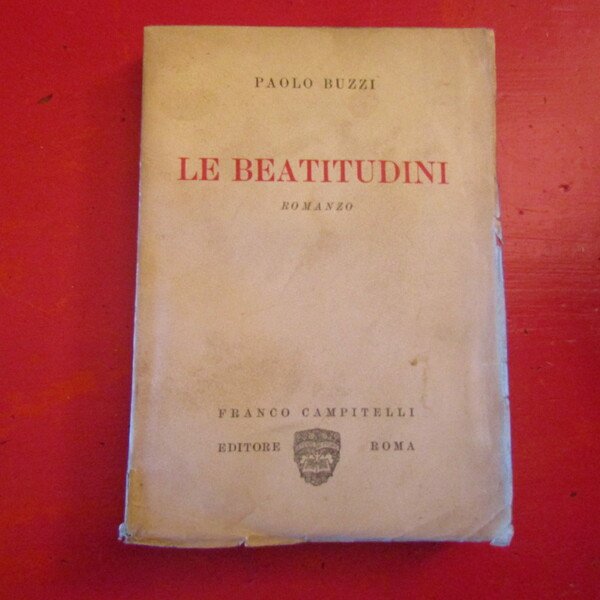 PAOLO BUZZI
LE BEATITUDINI
ROMANZO
FRANCO CAMPITELLI
EDITORE ROMA